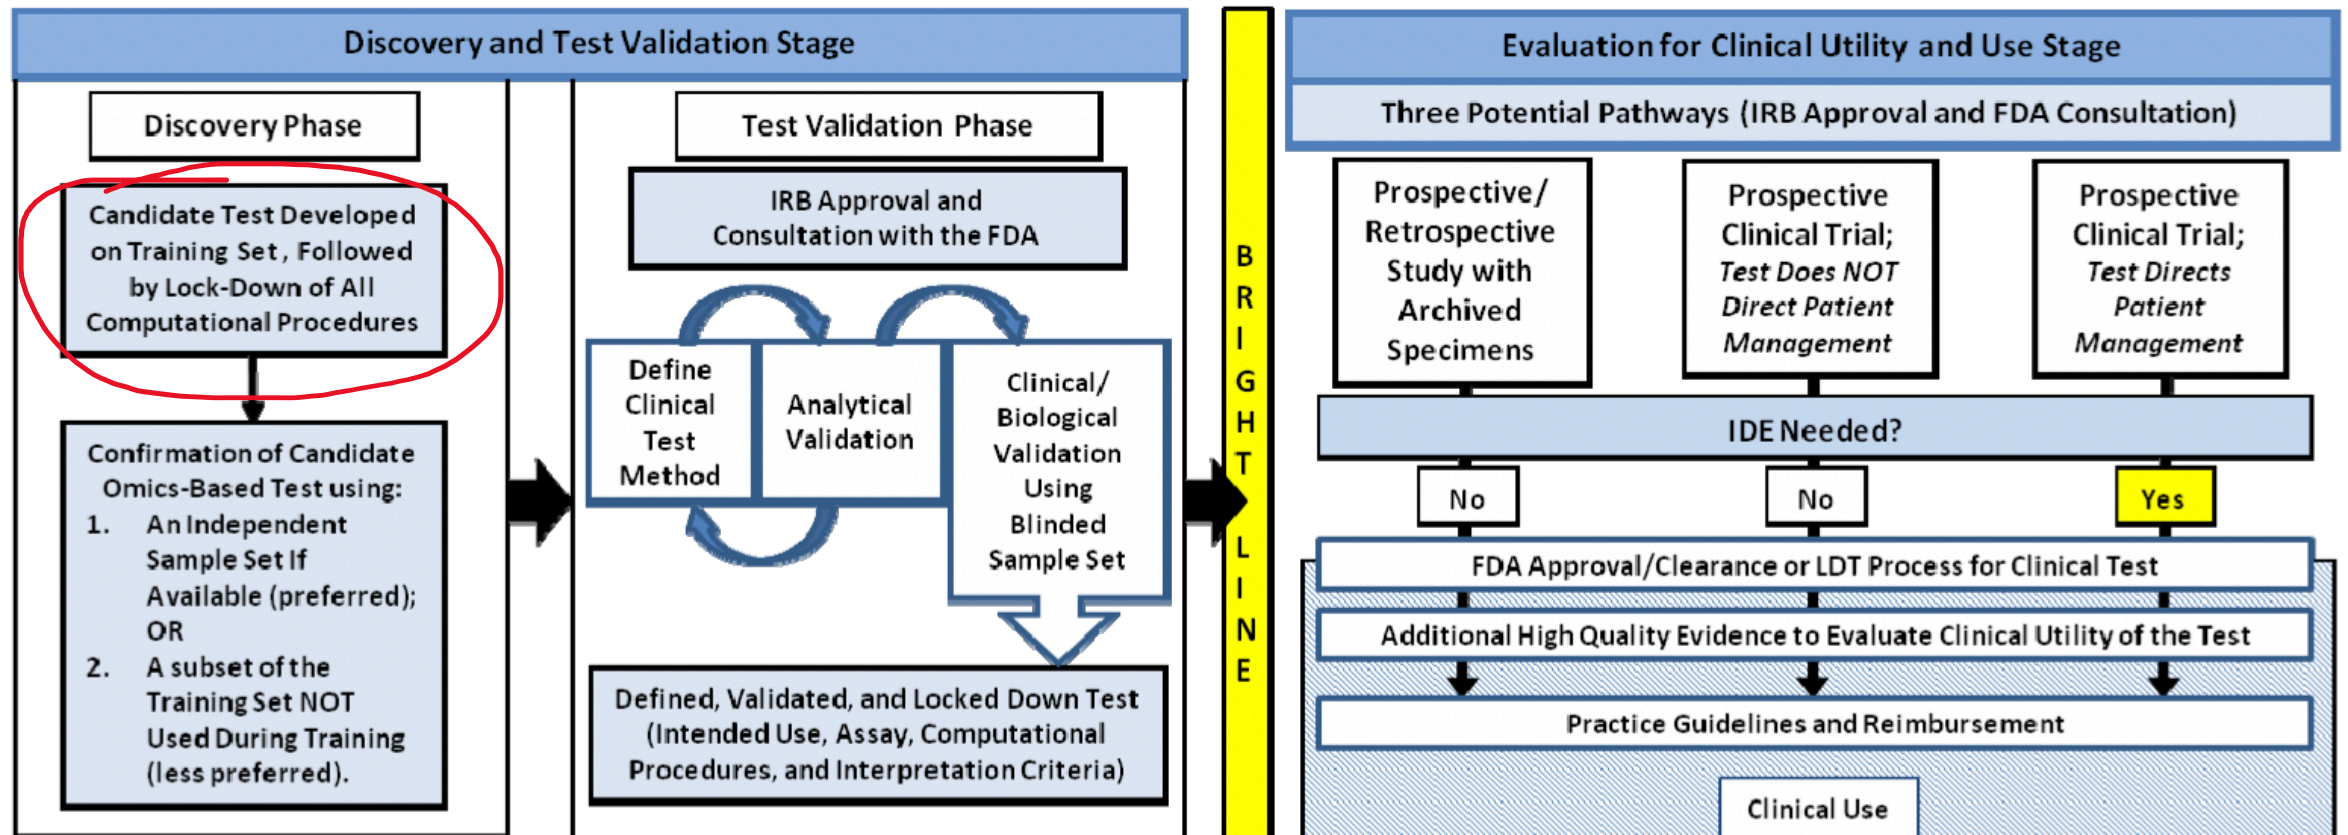 Discovery and Test Validation Stage
Discovery Phase
Candidate Test Developed
on Training Set, Followed
by Lock-Down of All
Computational Procedures
Confirmation of Candidate
Omics-Based Test using:
1. An Independent
Sample Set If
Available (preferred);
OR
2. A subset of the
Training Set NOT
Used During Training
(less preferred).
Test Validation Phase
IRB Approval and
Consultation with the FDA
Define
Clinical
Test
Method
Analytical
Validation
Clinical/
Biological
Validation
Using
Blinded
Sample Set
Defined, Validated, and Locked Down Test
(Intended Use, Assay, Computational
Procedures, and Interpretation Criteria)
B
R
I
G
H
T
L
I
N
E
Evaluation for Clinical Utility and Use Stage
Three Potential Pathways (IRB Approval and FDA Consultation)
Prospective/
Retrospective
Study with
Archived
Specimens
Prospective
Clinical Trial;
Test Does NOT
Direct Patient
Management
Prospective
Clinical Trial;
Test Directs
Patient
Management
IDE Needed?
No
No
Yes
FDA Approval/Clearance or LDT Process for Clinical Test
Additional High Quality Evidence to Evaluate Clinical Utility of the Test
Practice Guidelines and Reimbursement
Clinical Use